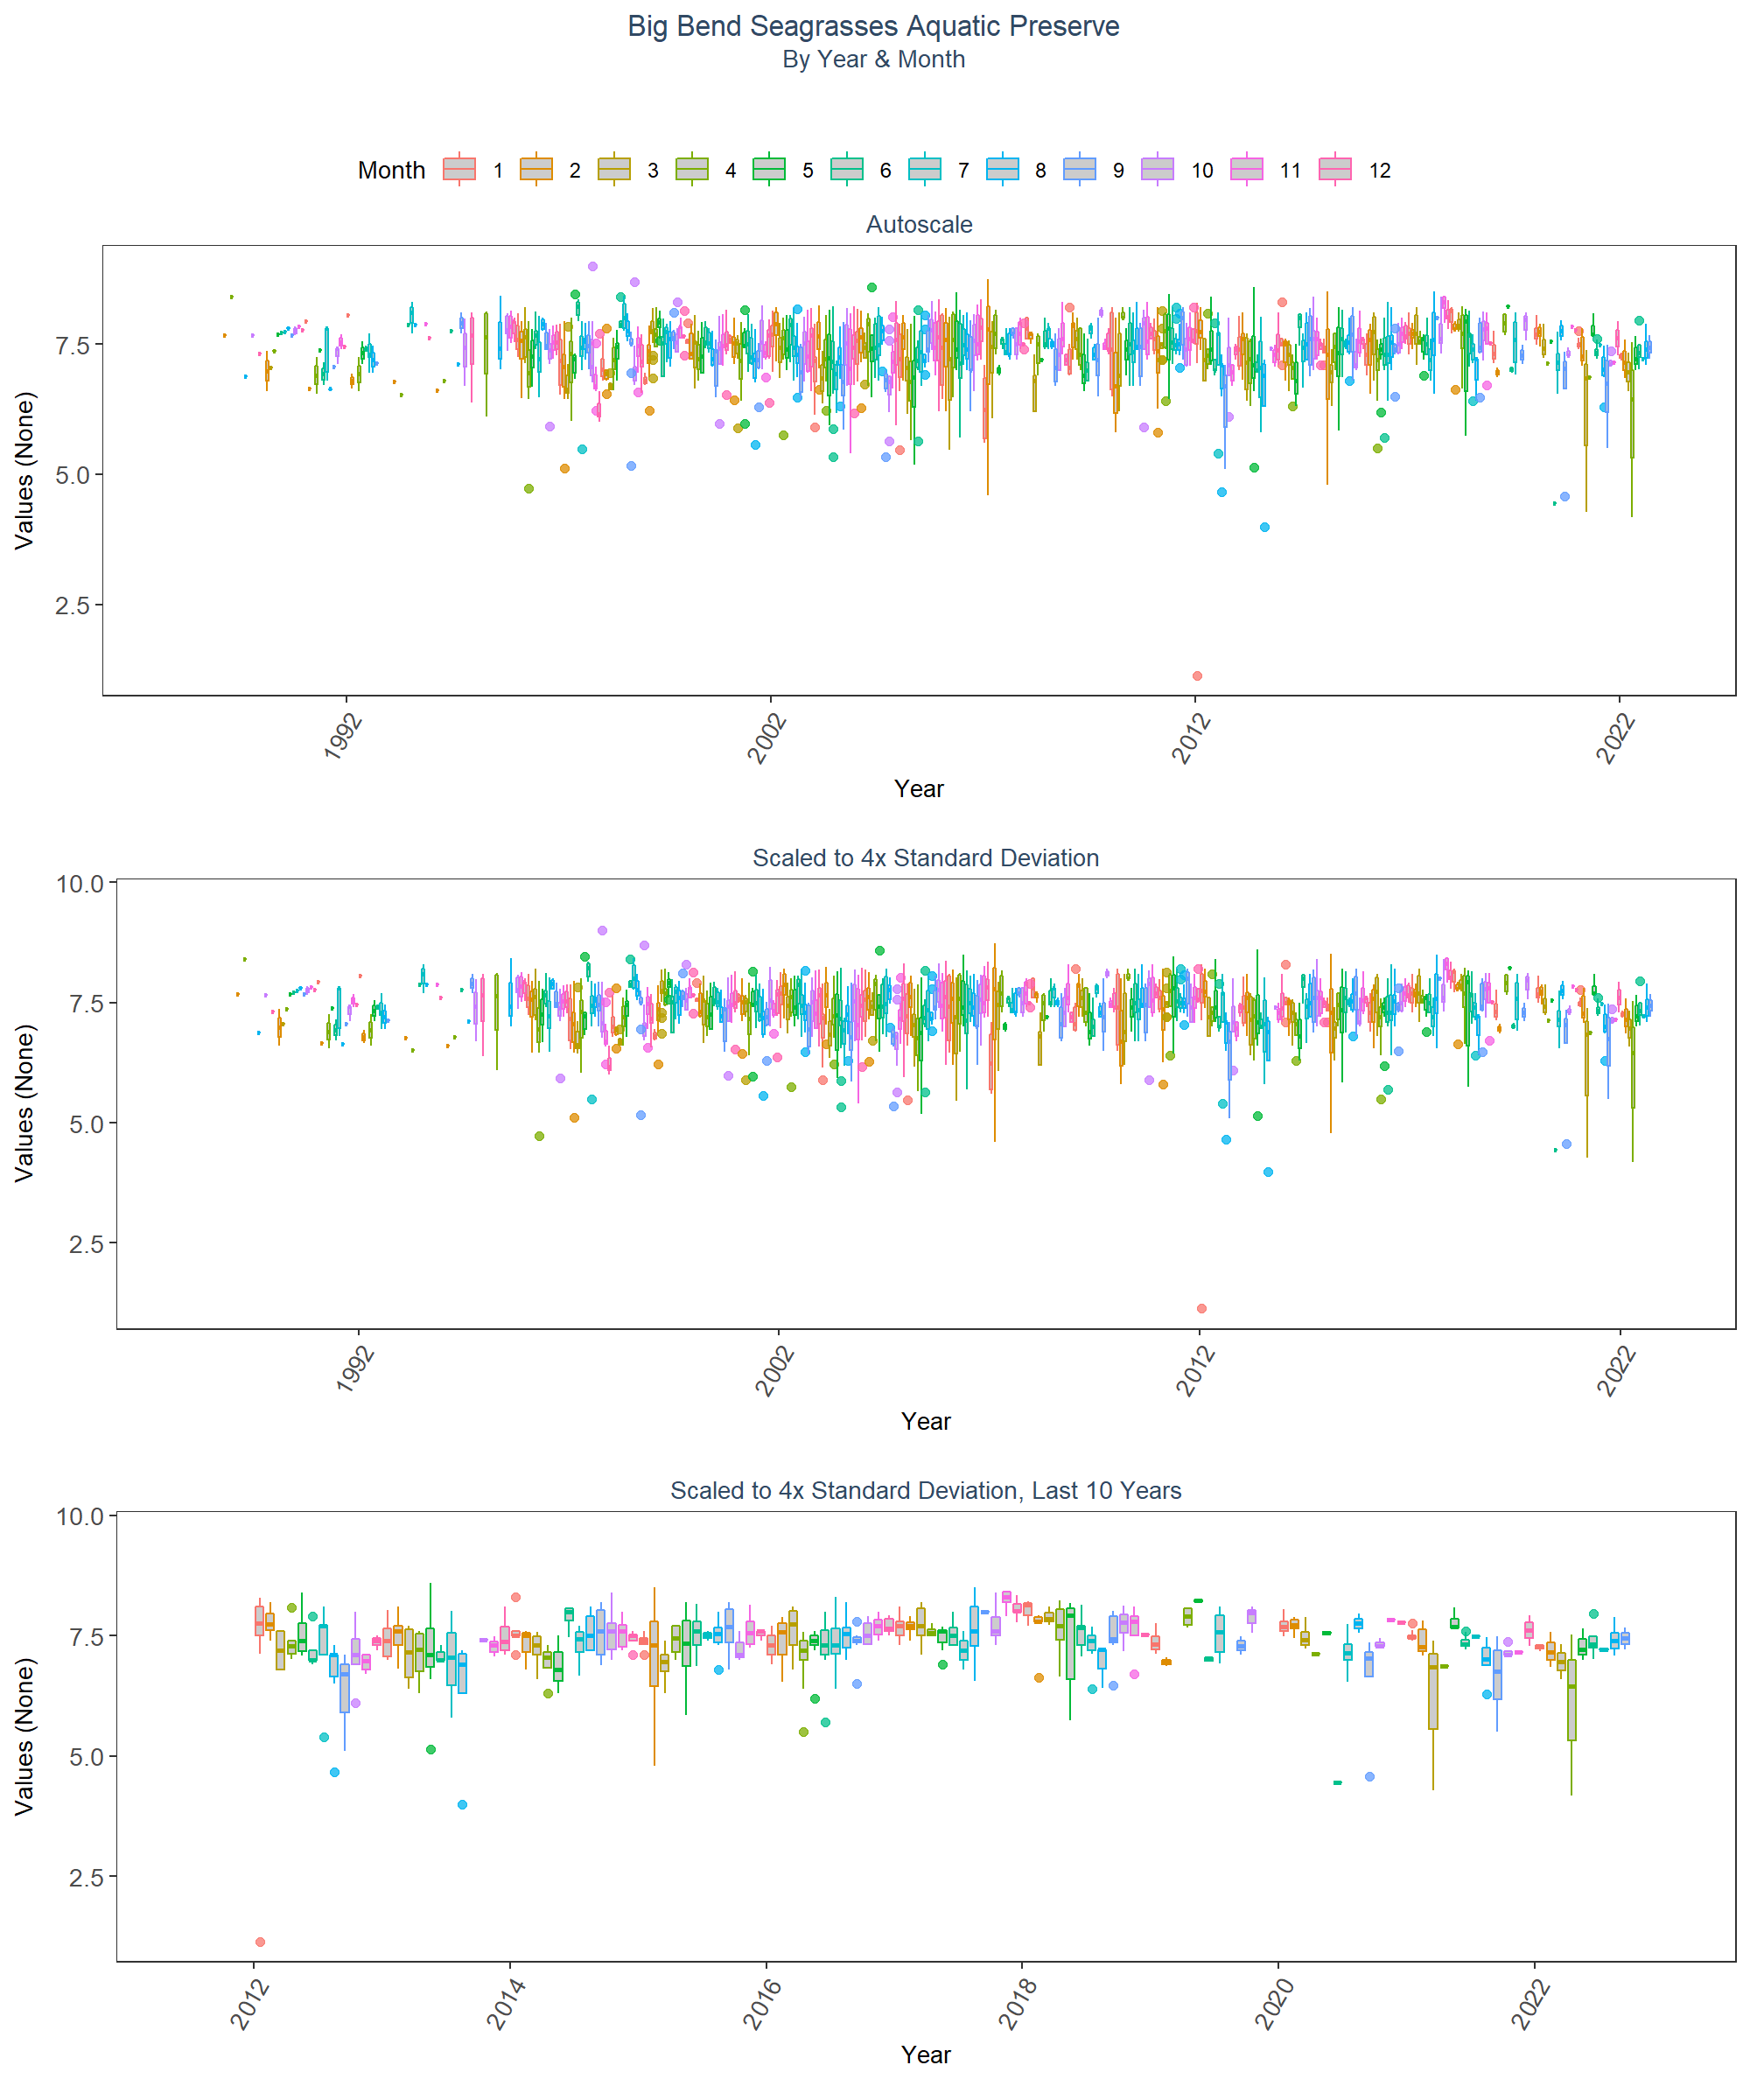 Big Bend Seagrasses Aquatic Preserve
By Year & Month
Month 1 2 3 4 5 6 7 8 9 10 11 12
Autoscale
7.5
5.0
2.5
Values (None)
1992 2002 2012 2022
Year
Scaled to 4x Standard Deviation
10.0
7.5
5.0
2.5
Values (None)
1992 2002 2012 2022
Year
Scaled to 4x Standard Deviation, Last 10 Years
10.0
7.5
5.0
2.5
Values (None)
2012 2014 2016 2018 2020 2022
Year